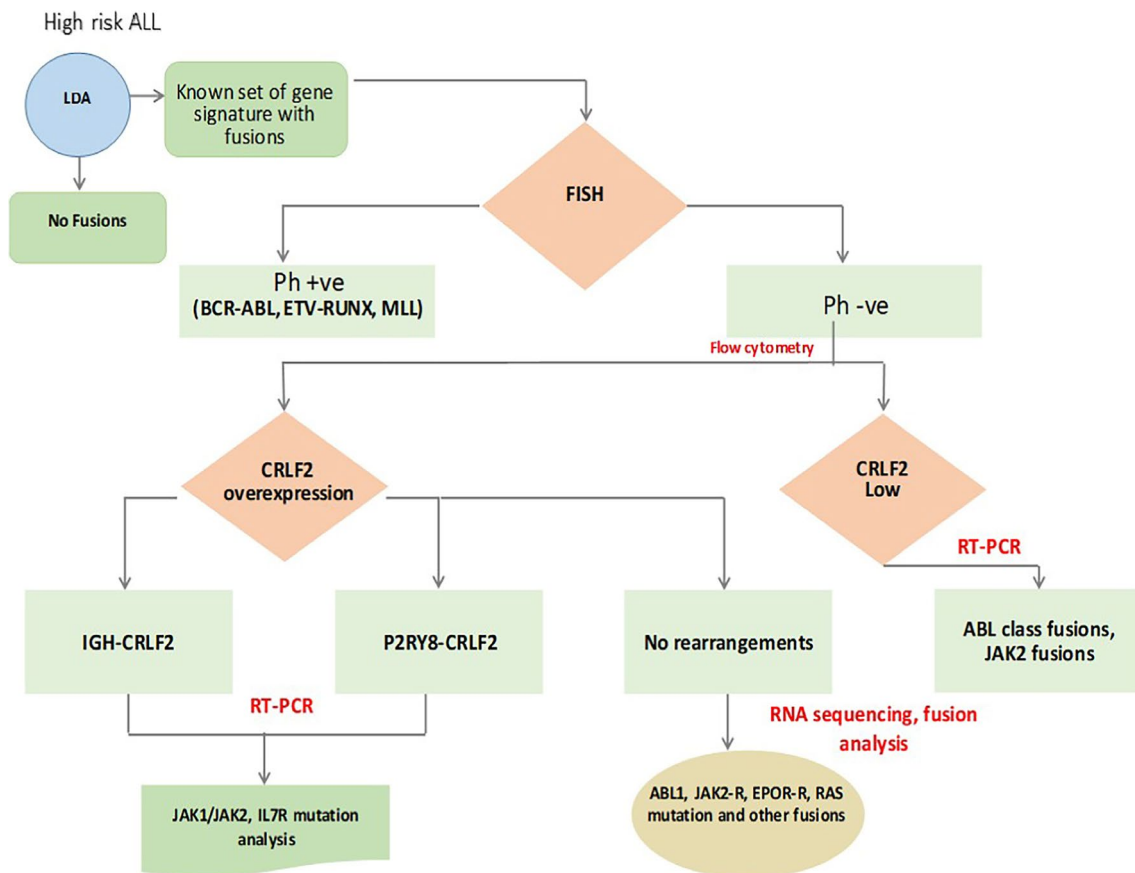 High risk ALL
LDA
Known set of gene
signature with
fusions
No Fusions
FISH
Ph +ve
(BCR-ABL, ETV-RUNX, MLL)
Ph -ve
Flow cytometry
CRLF2
overexpression
CRLF2
Low
RT-PCR
IGH-CRLF2
P2RY8-CRLF2
No rearrangements
ABL class fusions,
JAK2 fusions
RT-PCR
RNA sequencing, fusion
analysis
JAK1/JAK2, IL7R mutation
analysis
ABL1, JAK2-R, EPOR-R, RAS
mutation and other fusions